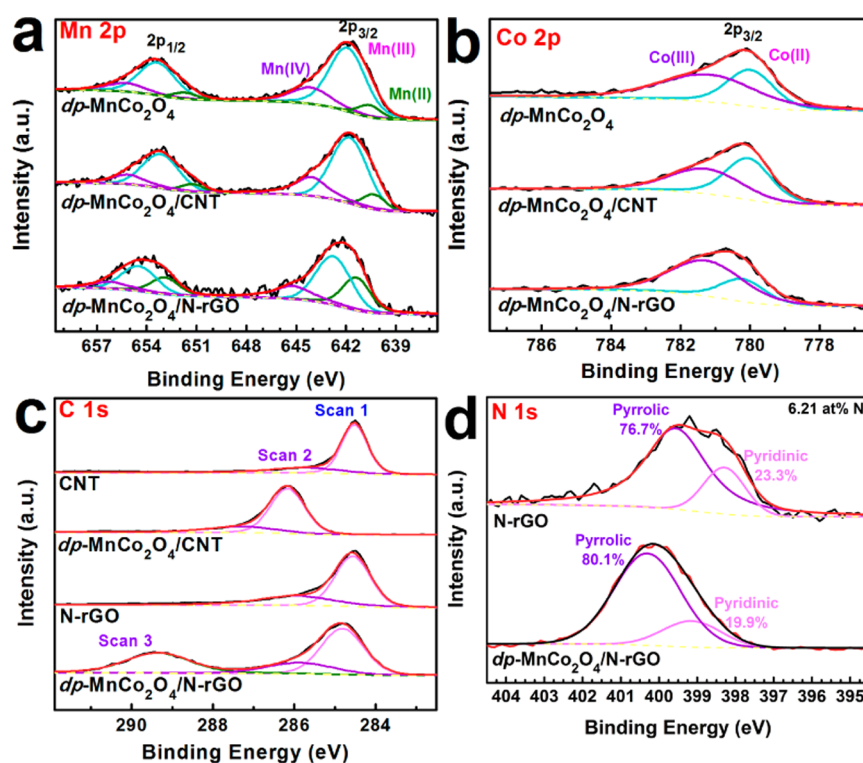 a
Mn 2p
2p1/2
2p3/2
Mn(IV)
Mn(III)
Mn(II)
dp-MnCo2O4
dp-MnCo2O4/CNT
dp-MnCo2O4/N-rGO
Intensity (a.u.)
657 654 651 648 645 642 639
Binding Energy (eV)
b
Co 2p
2p3/2
Co(III)
Co(II)
dp-MnCo2O4
dp-MnCo2O4/CNT
dp-MnCo2O4/N-rGO
Intensity (a.u.)
786 784 782 780 778
Binding Energy (eV)
c
C 1s
Scan 1
Scan 2
CNT
dp-MnCo2O4/CNT
N-rGO
Scan 3
dp-MnCo2O4/N-rGO
Intensity (a.u.)
290 288 286 284
Binding Energy (eV)
d
N 1s
6.21 at% N
Pyrrolic
76.7%
Pyridinic
23.3%
N-rGO
Pyrrolic
80.1%
Pyridinic
19.9%
dp-MnCo2O4/N-rGO
Intensity (a.u.)
404 403 402 401 400 399 398 397 396 395
Binding Energy (eV)